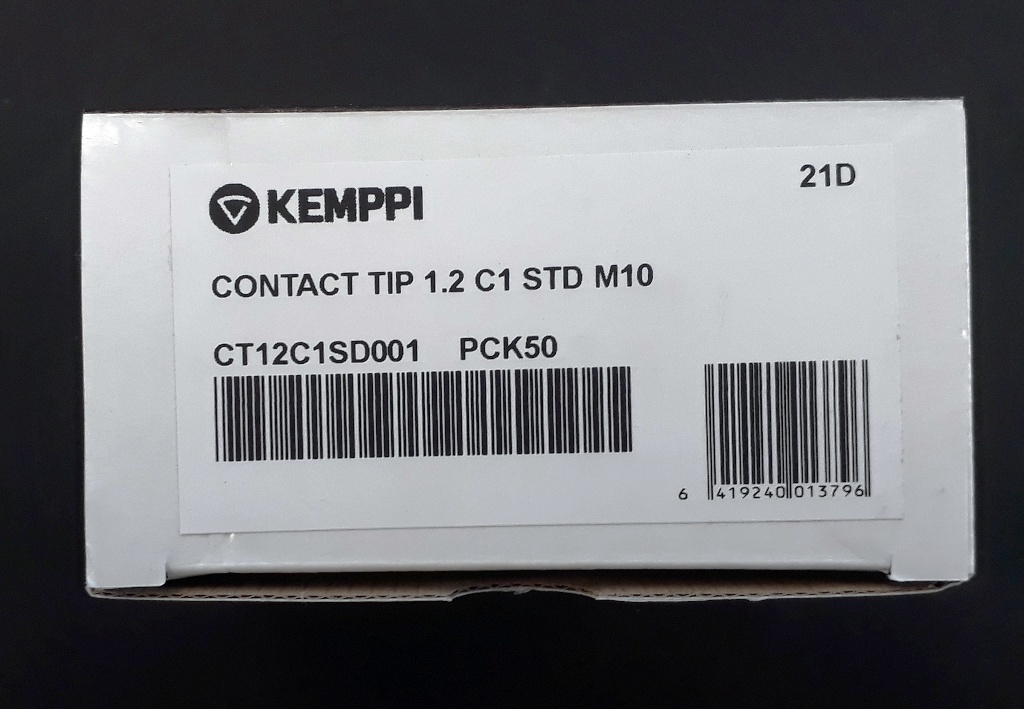 21D
KEMPPI
CONTACT TIP 1.2 C1 STD M10
CT12C1SD001 PCK50
6 419240 013796